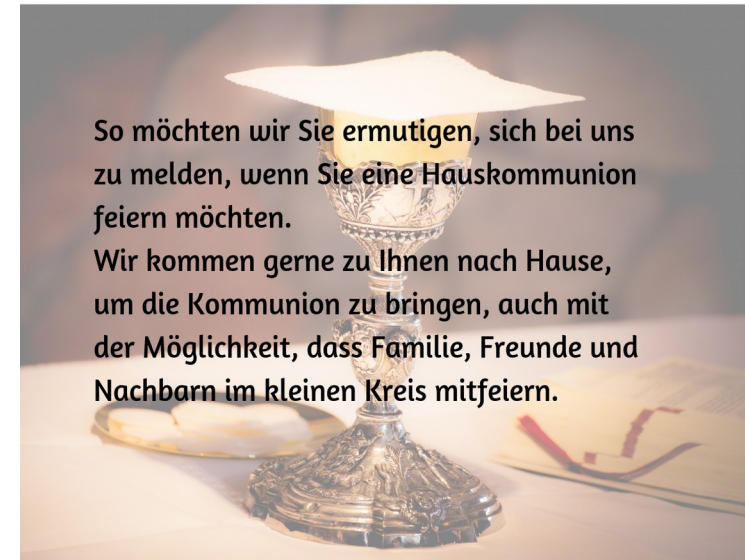 So möchten wir Sie ermutigen, sich bei uns
zu melden, wenn Sie eine Hauskommunion
feiern möchten.
Wir kommen gerne zu Ihnen nach Hause,
um die Kommunion zu bringen, auch mit
der Möglichkeit, dass Familie, Freunde und
Nachbarn im kleinen Kreis mitfeiern.